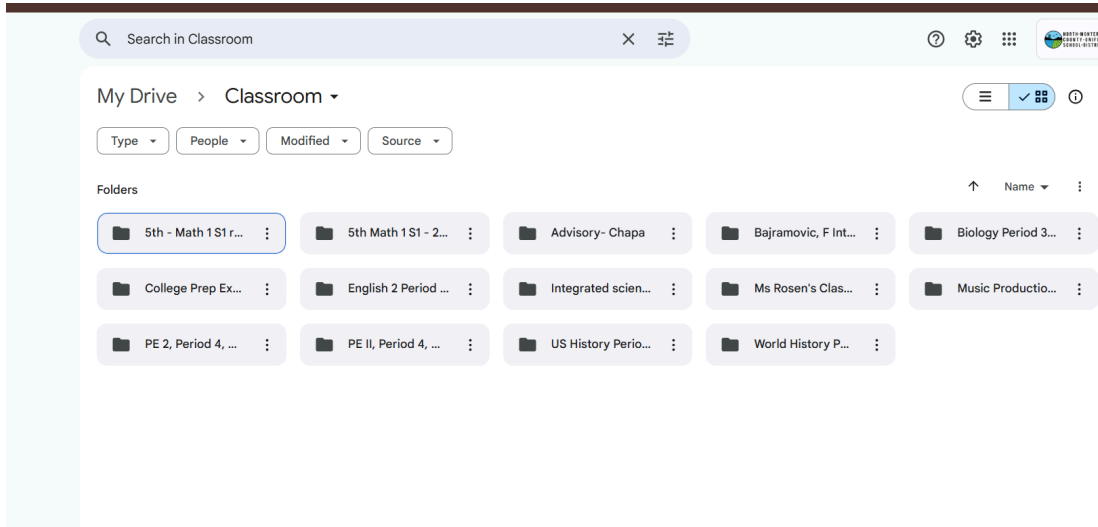 Search in Classroom
My Drive > Classroom
Type People Modified Source
Folders Name
5th - Math 1 S1 r... 5th Math 1 S1 - 2... Advisory- Chapa Bajramovic, F Int... Biology Period 3...
College Prep Ex... English 2 Period ... Integrated scien... Ms Rosen's Clas... Music Productio...
PE 2, Period 4, ... PE II, Period 4, ... US History Perio... World History P...